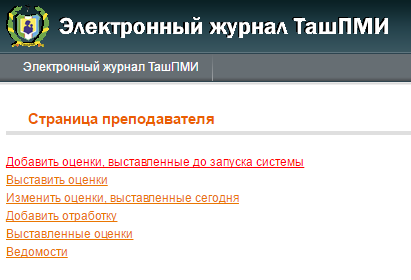 Электронный журнал ТашПМИ
Электронный журнал ТашПМИ
Страница преподавателя
Добавить оценки, выставленные до запуска системы
Выставить оценки
Изменить оценки, выставленные сегодня
Добавить отработку
Выставленные оценки
Ведомости